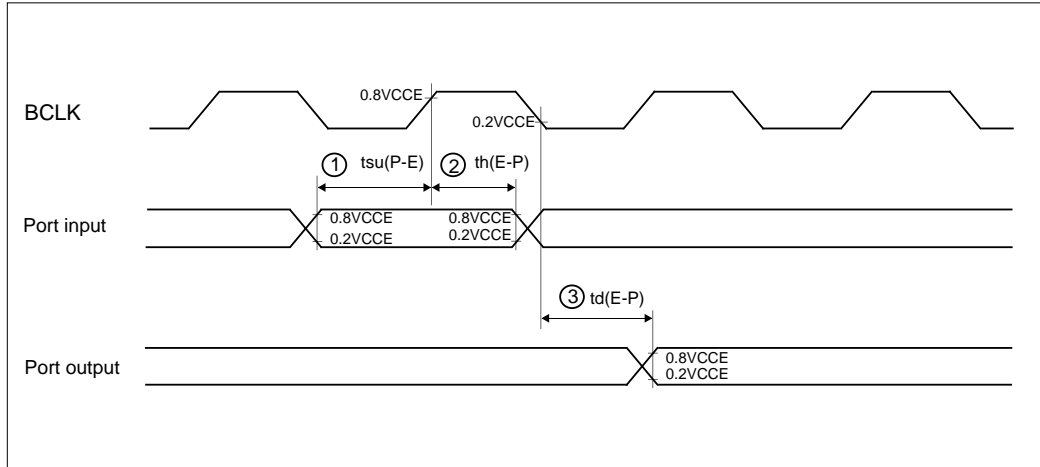 BCLK
0.8VCCE
0.2VCCE
① tsu(P-E)
② th(E-P)
Port input
0.8VCCE
0.8VCCE
0.2VCCE
0.2VCCE
③ td(E-P)
Port output
0.8VCCE
0.2VCCE